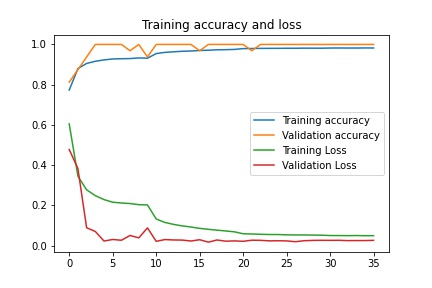 Training accuracy and loss
1.0
0.8
0.6
0.4
0.2
0.0
Training accuracy
Validation accuracy
Training Loss
Validation Loss
0 5 10 15 20 25 30 35